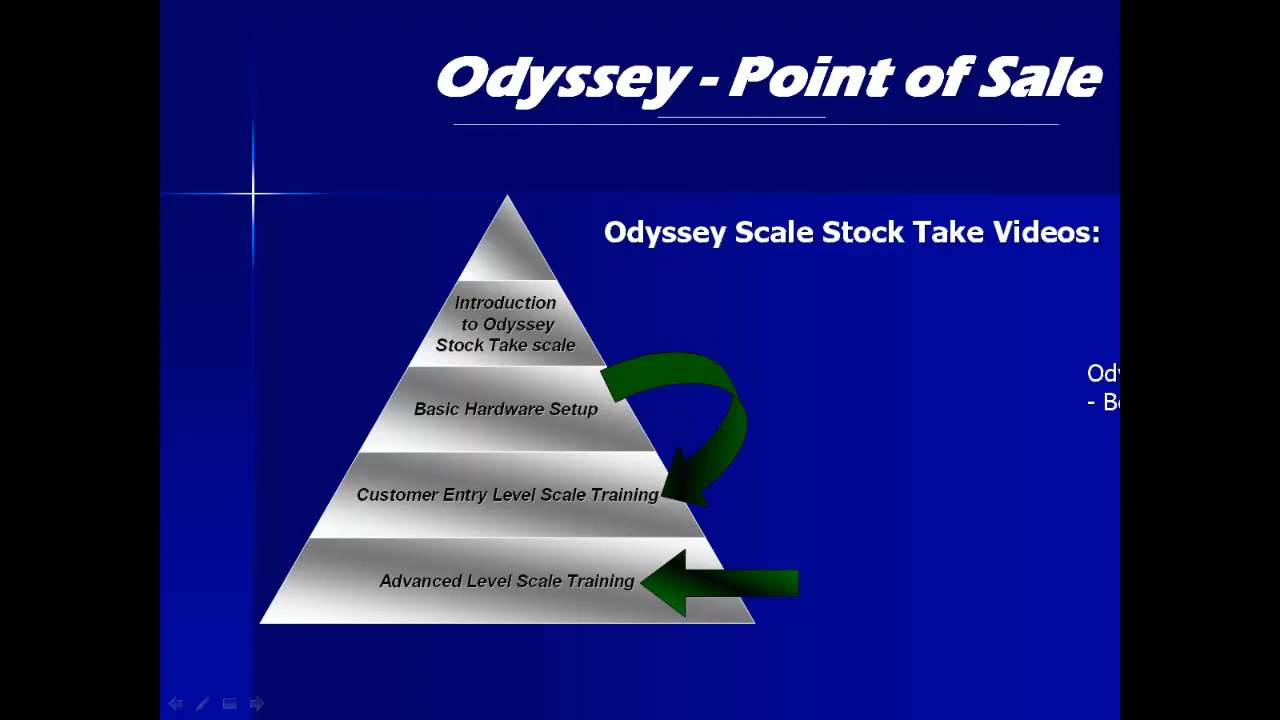 Odyssey - Point of Sale
Odyssey Scale Stock Take Videos:
Introduction
to Odyssey
Stock Take scale
Basic Hardware Setup
Customer Entry Level Scale Training
Advanced Level Scale Training